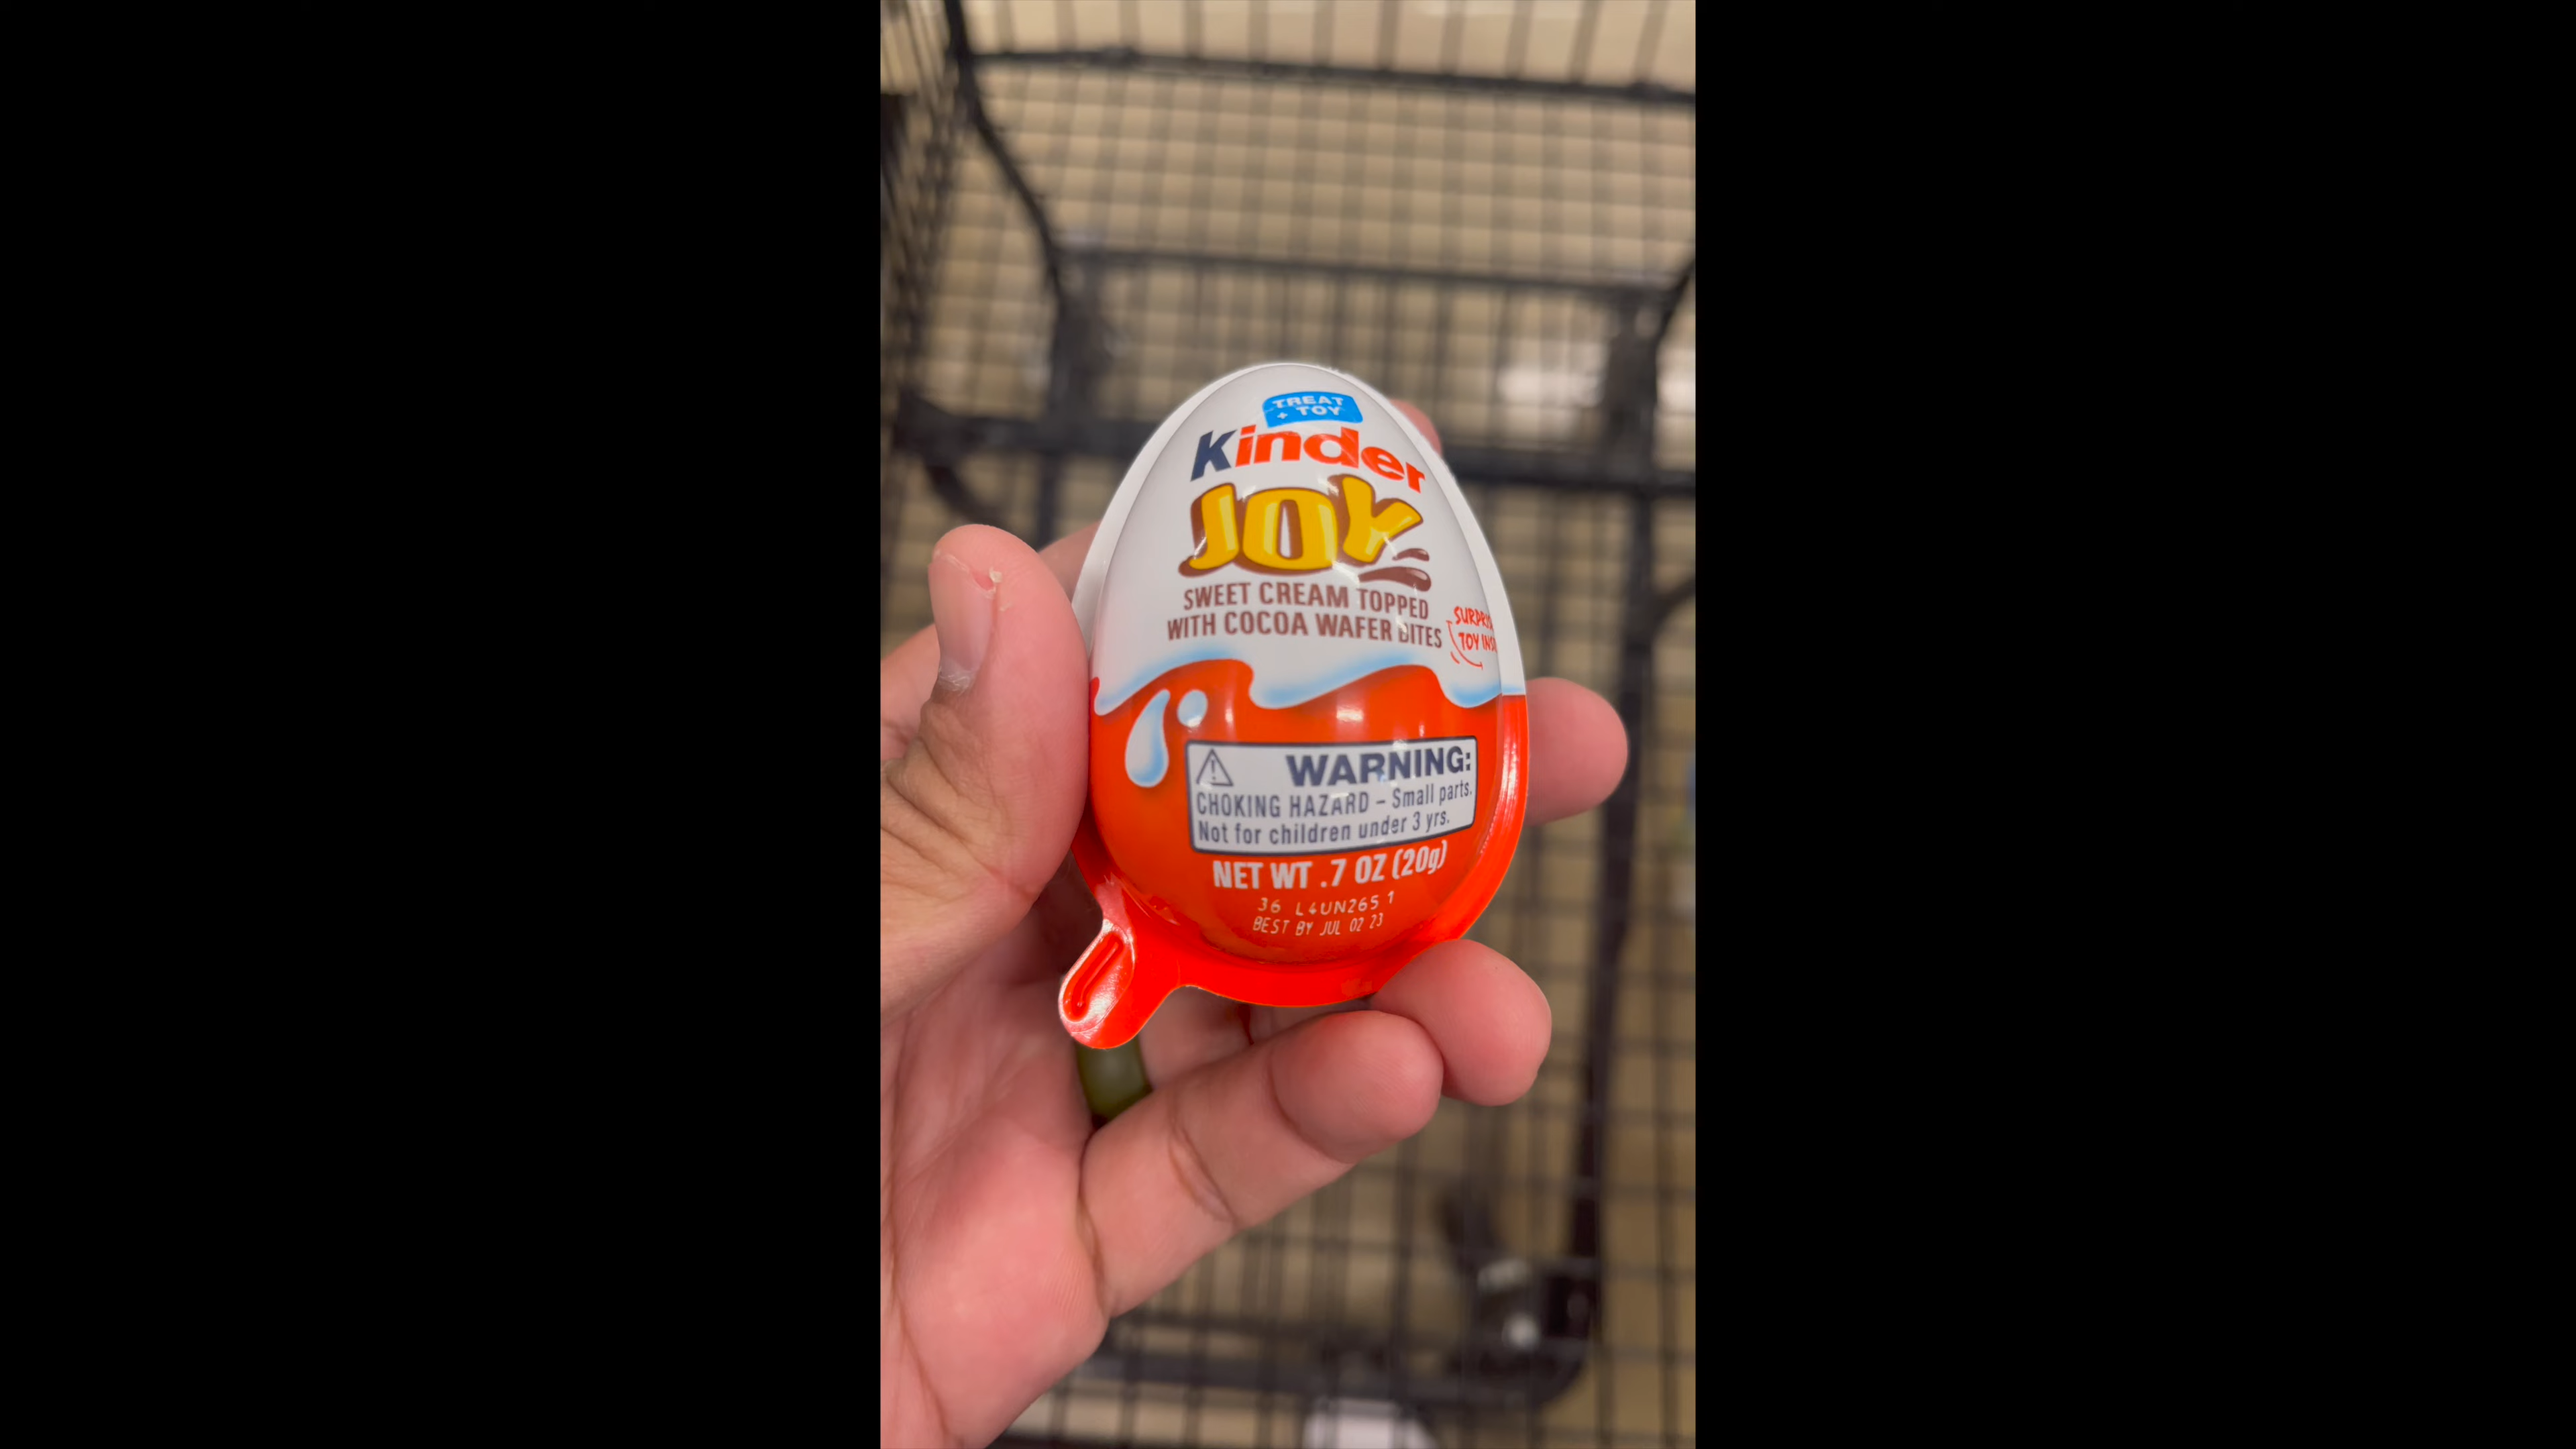 TREAT
+ TOY
Kinder
JOY
SWEET CREAM TOPPED
WITH COCOA WAFER BITES
TOY
WARNING:
CHOKING HAZARD – Small parts.
Not for children under 3 yrs.
NET WT .7 OZ (20g)
36 L4UN265 1
BEST BY JUL 02 23